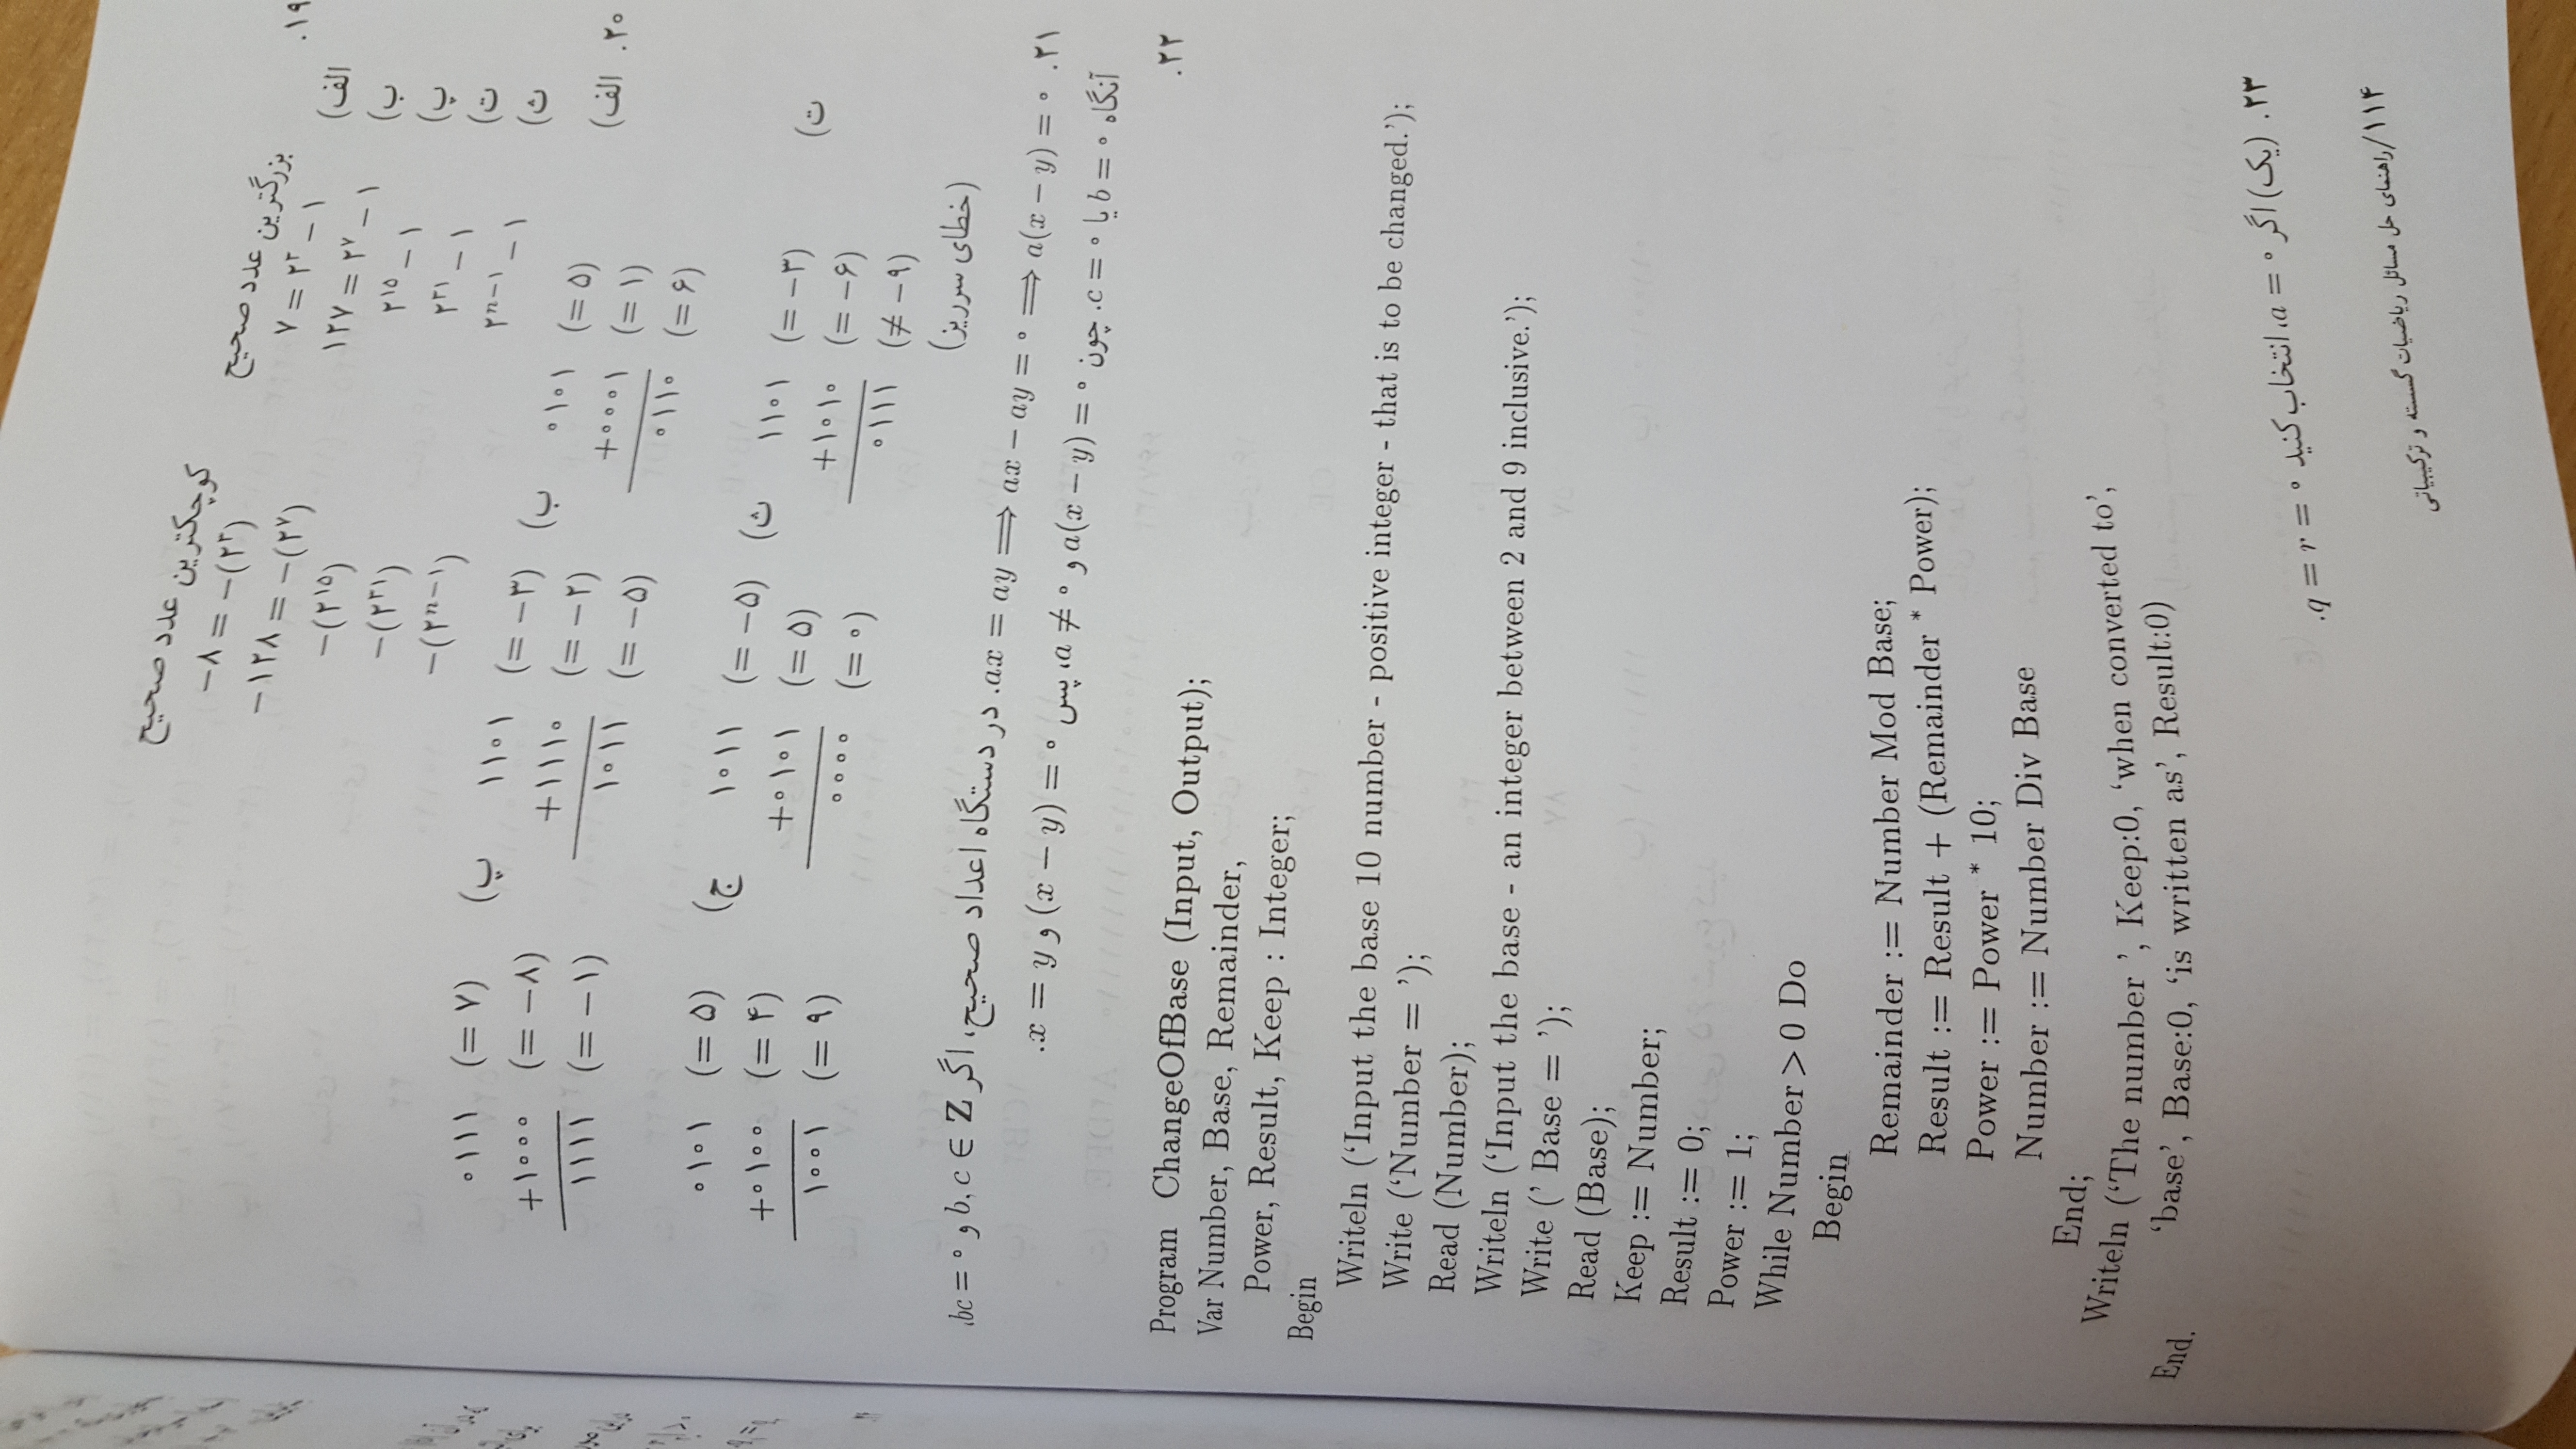 ۱۹. بزرگترین عدد صحیح کوچکترین عدد صحیح
الف) ۷ = ۲^۳ − ۱ −۸ = −(۲^۳)
ب) ۱۲۷ = ۲^۷ − ۱ −۱۲۸ = −(۲^۷)
پ) ۲^۱۵ − ۱ −(۲^۱۵)
ت) ۲^۳۱ − ۱ −(۲^۳۱)
ث) ۲^{n−۱} − ۱ −(۲^{n−۱})
۲۰. الف) ۰۱۰۱ (= ۵) ب) ۱۱۰۱ (= −۳) پ) ۰۱۱۱ (= ۷)
+۰۰۰۱ (= ۱) +۱۱۱۰ (= −۲) +۱۰۰۰ (= −۸)
۰۱۱۰ (= ۶) ۱۰۱۱ (= −۵) ۱۱۱۱ (= −۱)
ت) ۱۱۰۱ (= −۳) ث) ۱۰۱۱ (= −۵) ج) ۰۱۰۱ (= ۵)
+۱۰۱۰ (= −۶) +۰۱۰۱ (= ۵) +۰۱۰۰ (= ۴)
۰۱۱۱ (≠ −۹) ۰۰۰۰ (= ۰) ۱۰۰۱ (= ۹)
(خطای سرریز)
۲۱. ax = ay ⟹ ax − ay = ۰ ⟹ a(x − y) = ۰. در دستگاه اعداد صحیح، اگر b, c ∈ Z و bc = ۰،
آنگاه b = ۰ یا c = ۰. چون a(x − y) = ۰ و a ≠ ۰، پس (x − y) = ۰ و x = y.
۲۲.
Program ChangeOfBase (Input, Output);
Var Number, Base, Remainder,
Power, Result, Keep : Integer;
Begin
Writeln (‘Input the base 10 number - positive integer - that is to be changed.’);
Write (‘Number = ’);
Read (Number);
Writeln (‘Input the base - an integer between 2 and 9 inclusive.’);
Write (’ Base = ’);
Read (Base);
Keep := Number;
Result := 0;
Power := 1;
While Number > 0 Do
Begin
Remainder := Number Mod Base;
Result := Result + (Remainder * Power);
Power := Power * 10;
Number := Number Div Base
End;
Writeln (‘The number ’, Keep:0, ‘when converted to’,
‘base’, Base:0, ‘is written as’, Result:0)
End.
۲۳. (یک) اگر a = ۰، انتخاب کنید q = r = ۰.
۱۱۴/راهنمای حل مسائل ریاضیات گسسته و ترکیبیاتی